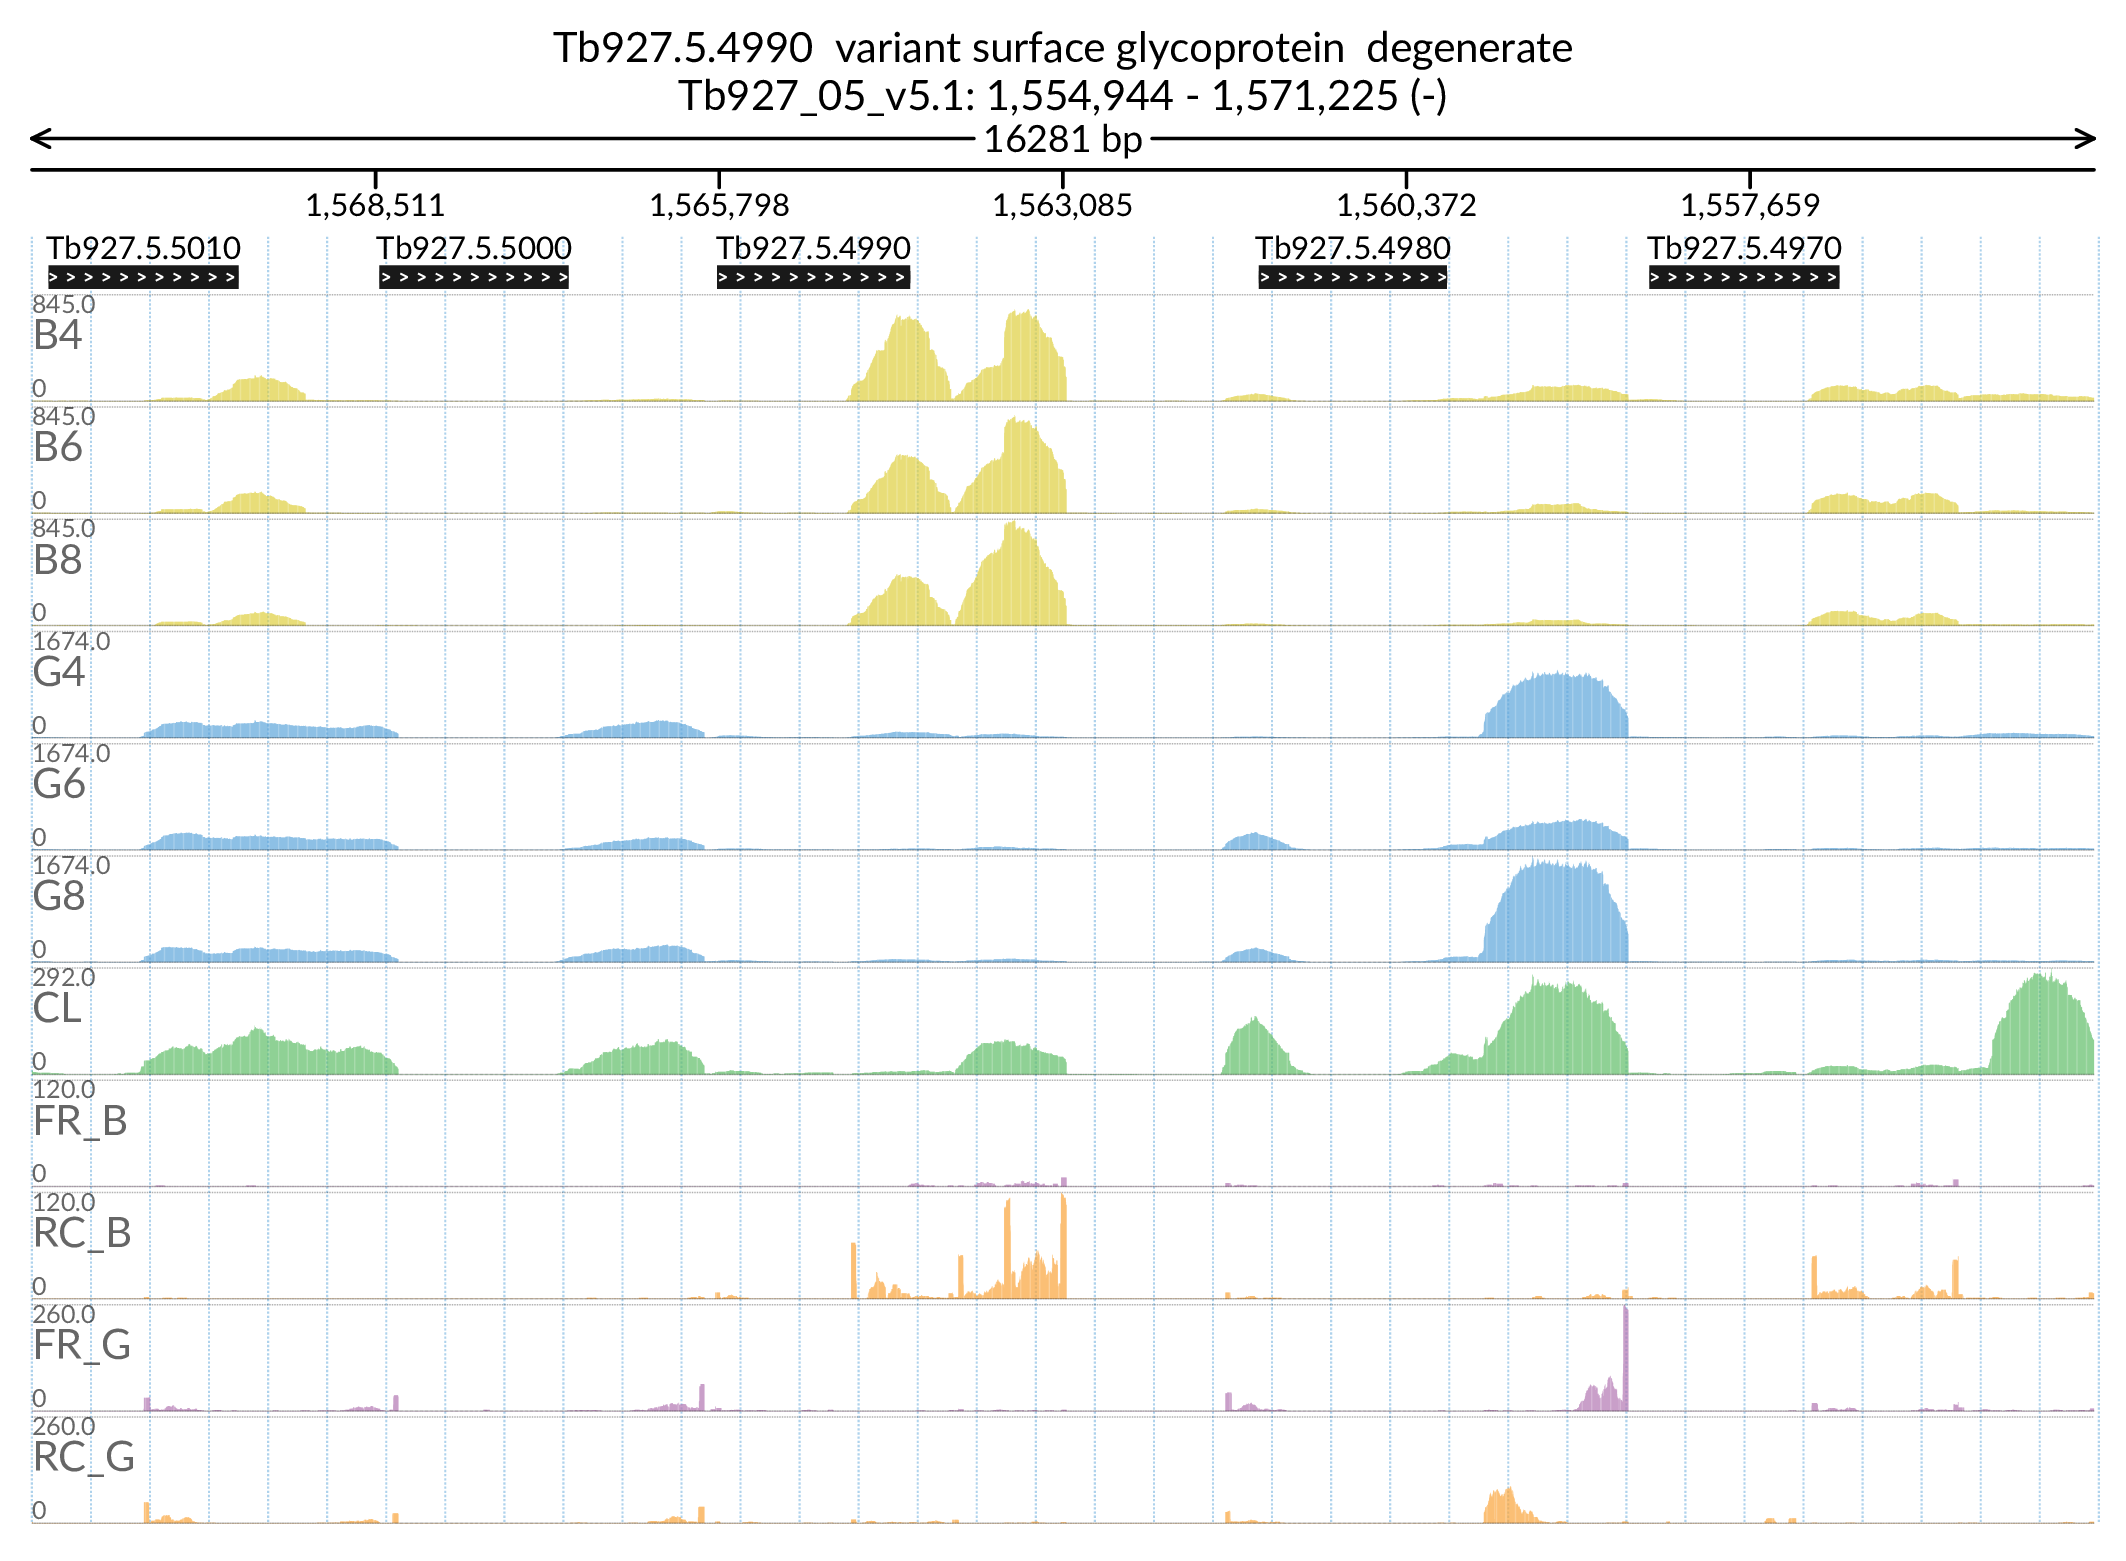 Tb927.5.4990  variant surface glycoprotein  degenerate
Tb927_05_v5.1: 1,554,944 - 1,571,225 (-)
16281 bp
1,568,511 1,565,798 1,563,085 1,560,372 1,557,659
Tb927.5.5010 Tb927.5.5000 Tb927.5.4990 Tb927.5.4980 Tb927.5.4970
845.0
B4
0
845.0
B6
0
845.0
B8
0
1674.0
G4
0
1674.0
G6
0
1674.0
G8
0
292.0
CL
0
120.0
FR_B
0
120.0
RC_B
0
260.0
FR_G
0
260.0
RC_G
0